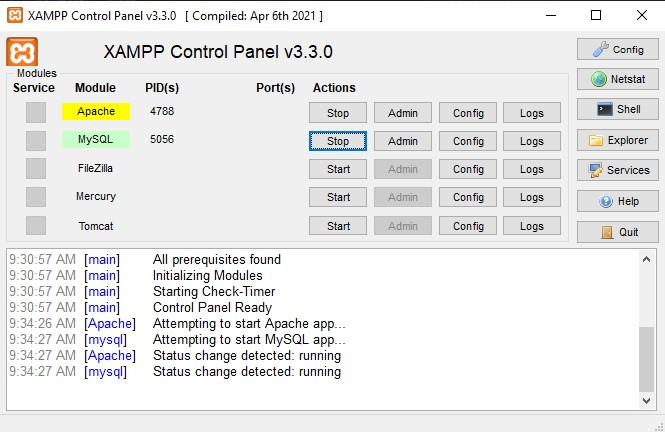 XAMPP Control Panel v3.3.0 [ Compiled: Apr 6th 2021 ]
XAMPP Control Panel v3.3.0
Config
Modules
Service Module PID(s) Port(s) Actions
Netstat
Apache 4788 Stop Admin Config Logs
Shell
MySQL 5056 Stop Admin Config Logs
Explorer
FileZilla Start Admin Config Logs
Services
Mercury Start Admin Config Logs
Help
Tomcat Start Admin Config Logs
Quit
9:30:57 AM [main] All prerequisites found
9:30:57 AM [main] Initializing Modules
9:30:57 AM [main] Starting Check-Timer
9:30:57 AM [main] Control Panel Ready
9:34:26 AM [Apache] Attempting to start Apache app...
9:34:27 AM [mysql] Attempting to start MySQL app...
9:34:27 AM [Apache] Status change detected: running
9:34:27 AM [mysql] Status change detected: running